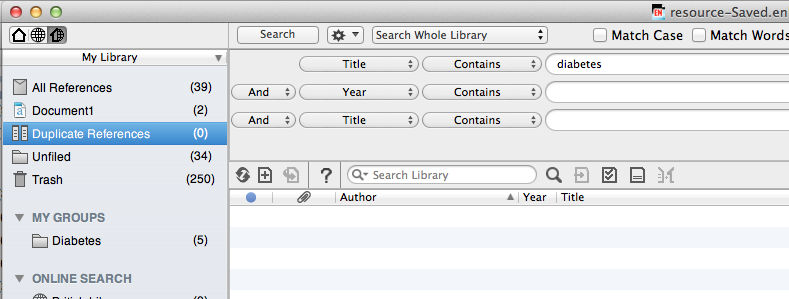 EN resource-Saved.en
Search Search Whole Library Match Case Match Words
My Library
Title Contains diabetes
All References (39)
And Year Contains
Document1 (2)
And Title Contains
Duplicate References (0)
Unfiled (34)
Trash (250)
? Search Library
Author Year Title
MY GROUPS
Diabetes (5)
ONLINE SEARCH